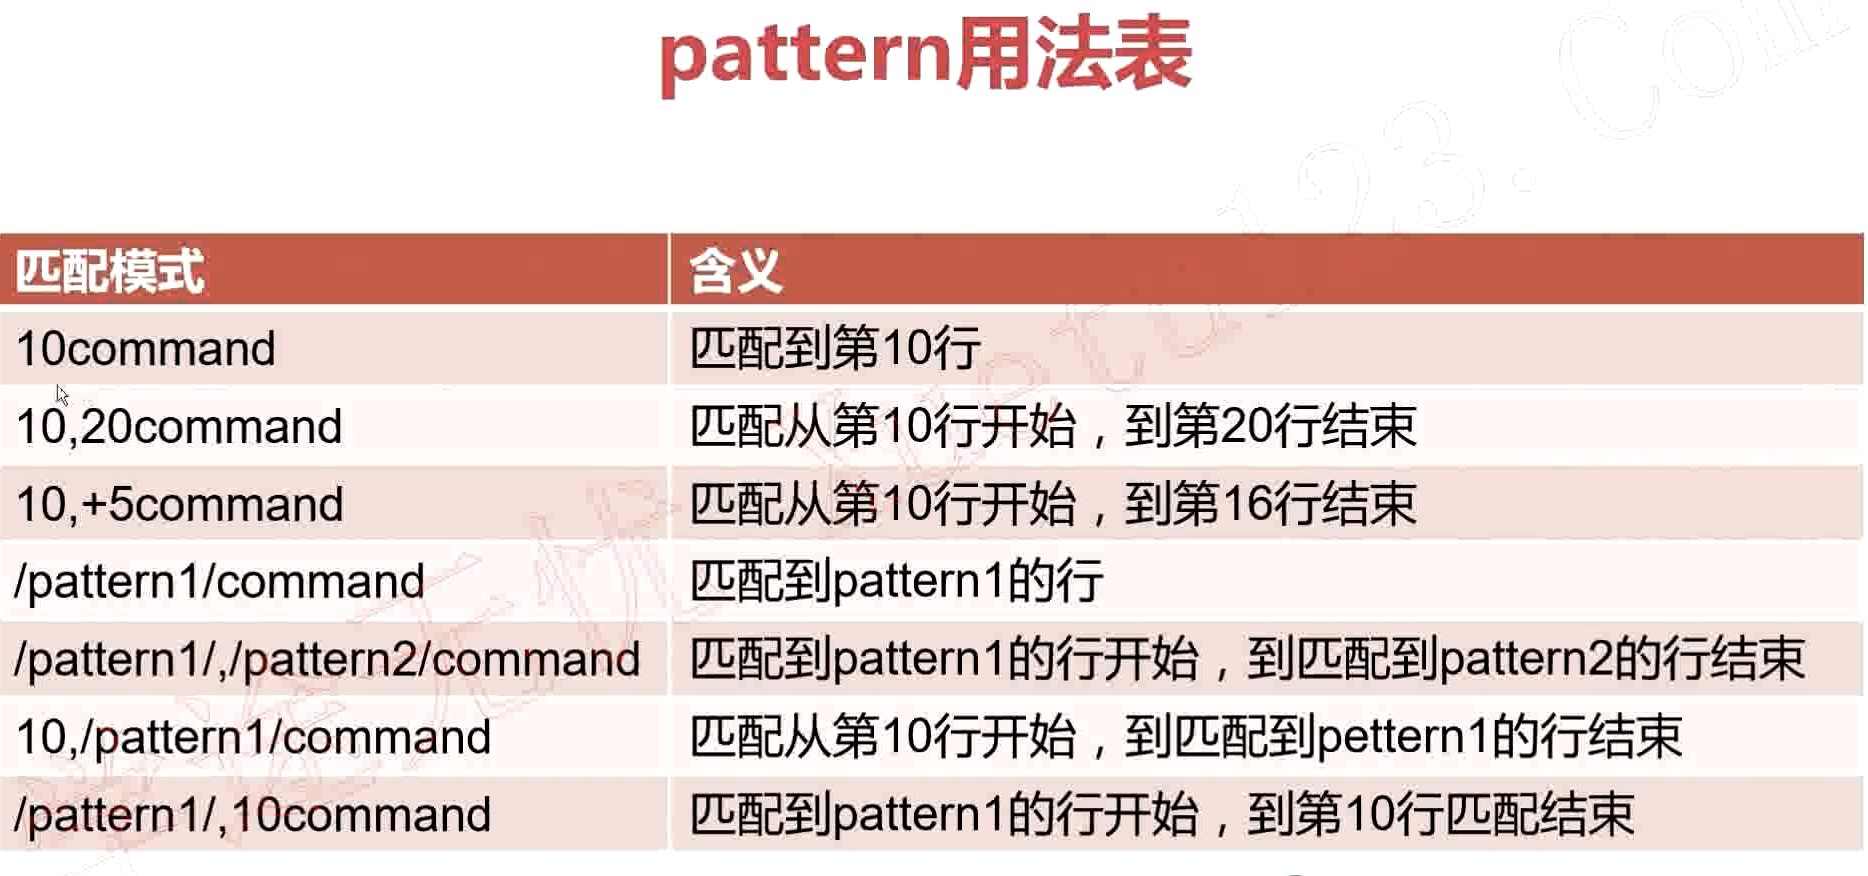 pattern用法表
匹配模式
含义
10command
匹配到第10行
10,20command
匹配从第10行开始，到第20行结束
10,+5command
匹配从第10行开始，到第16行结束
/pattern1/command
匹配到pattern1的行
/pattern1/,/pattern2/command
匹配到pattern1的行开始，到匹配到pattern2的行结束
10,/pattern1/command
匹配从第10行开始，到匹配到pettern1的行结束
/pattern1/,10command
匹配到pattern1的行开始，到第10行匹配结束